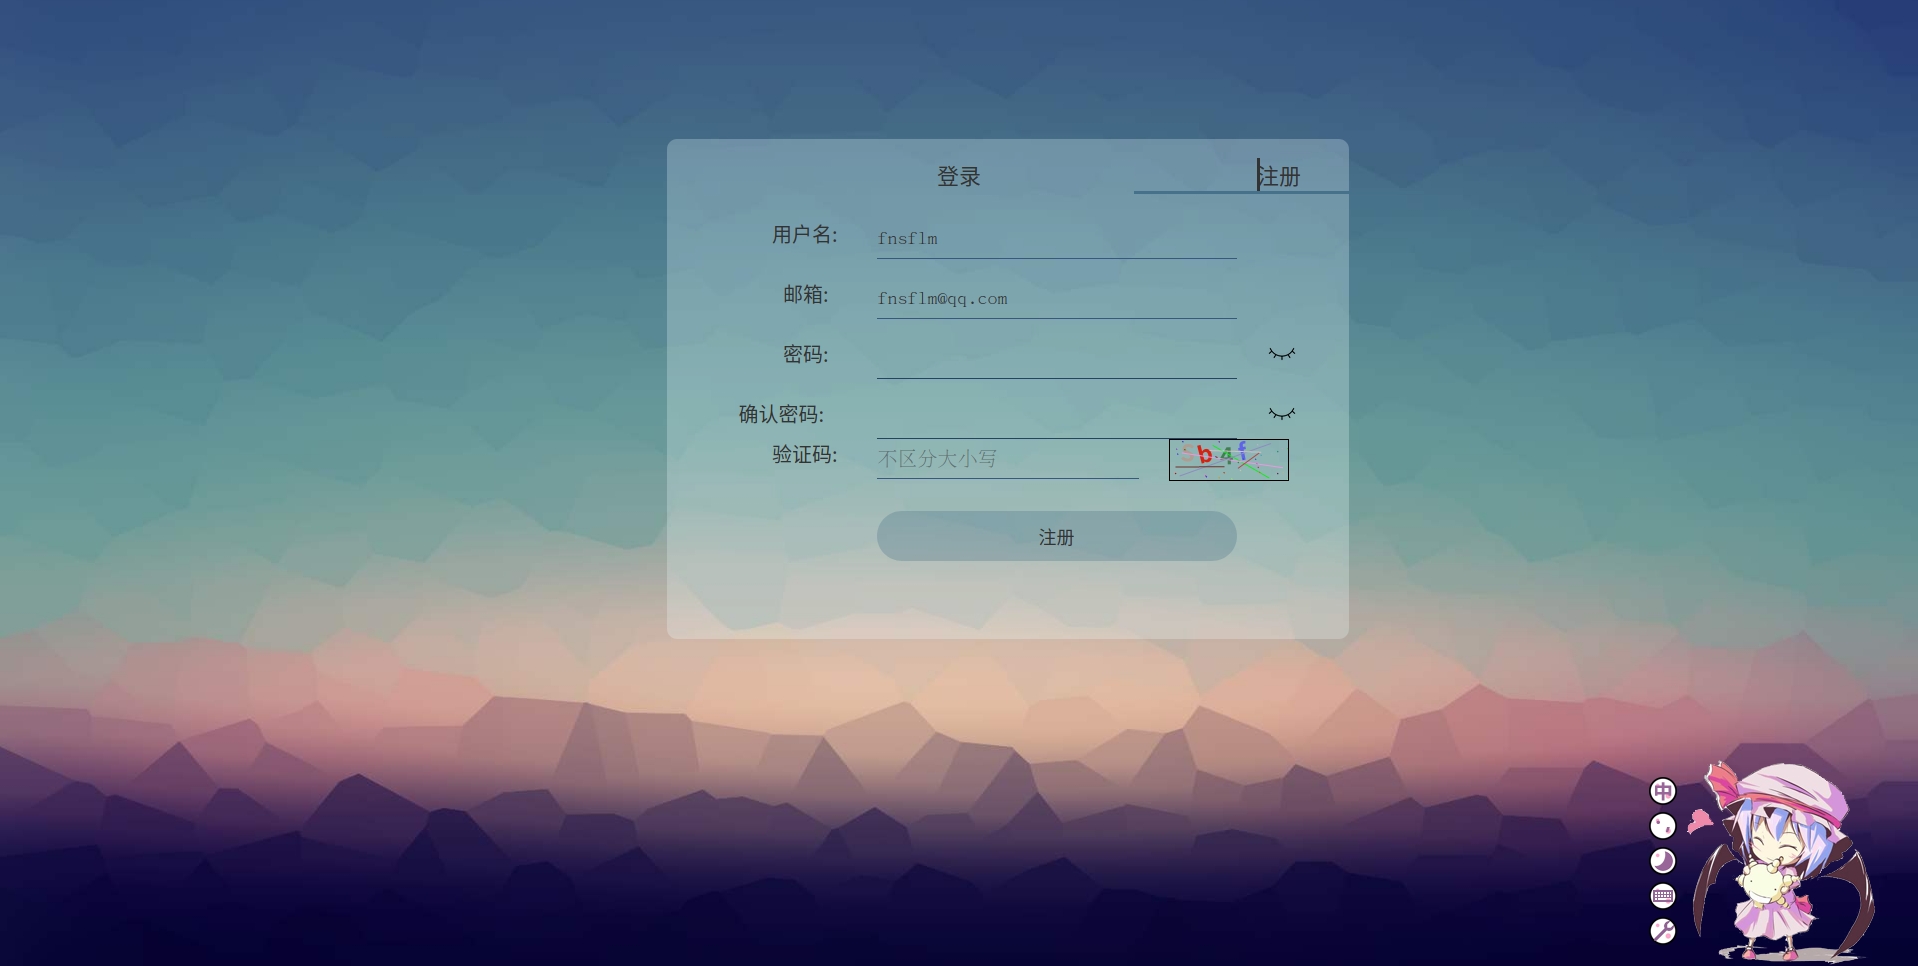 登录 注册
用户名: fnsflm
邮箱: fnsflm@qq.com
密码:
确认密码:
验证码: 不区分大小写 sb4f
注册
中